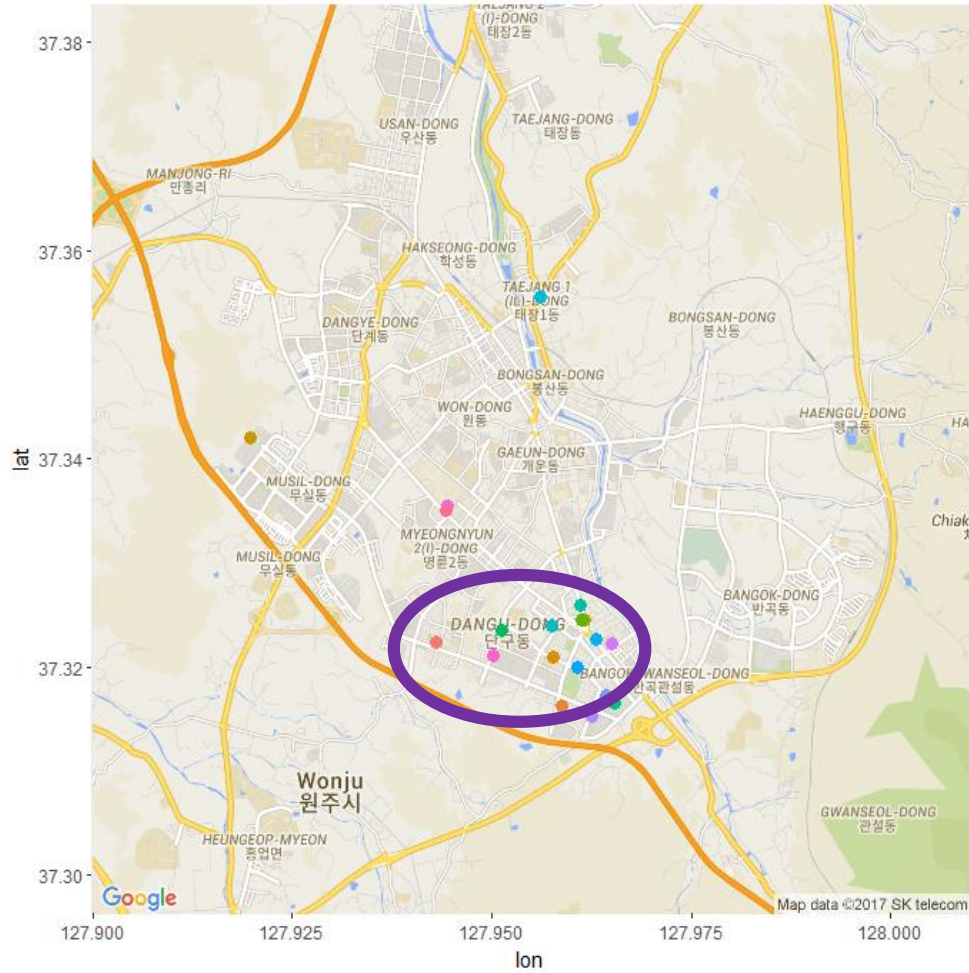 TAEJANG-2
(I)-DONG
태장2동
37.38
USAN-DONG
우산동
TAEJANG-DONG
태장동
MANJONG-RI
만종리
37.36
HAKSEONG-DONG
학성동
TAEJANG 1
(IL)-DONG
태장1동
DANGYE-DONG
단계동
BONGSAN-DONG
봉산동
BONGSAN-DONG
봉산동
WON-DONG
원동
HAENGGU-DONG
행구동
HA
lat
37.34
GAEUN-DONG
개운동
MUSIL-DONG
무실동
MYEONGNYUN
2(I)-DONG
명륜2동
Chiak
MUSIL-DONG
무실동
BANGOK-DONG
반곡동
DANGU-DONG
단구동
37.32
BANGOKGWANSEOL-DONG
반곡관설동
Wonju
원주시
GWANSEOL-DONG
관설동
HEUNGEOP-MYEON
흥업면
37.30
Google
Map data ©2017 SK telecom
127.900
127.925
127.950
127.975
128.000
lon